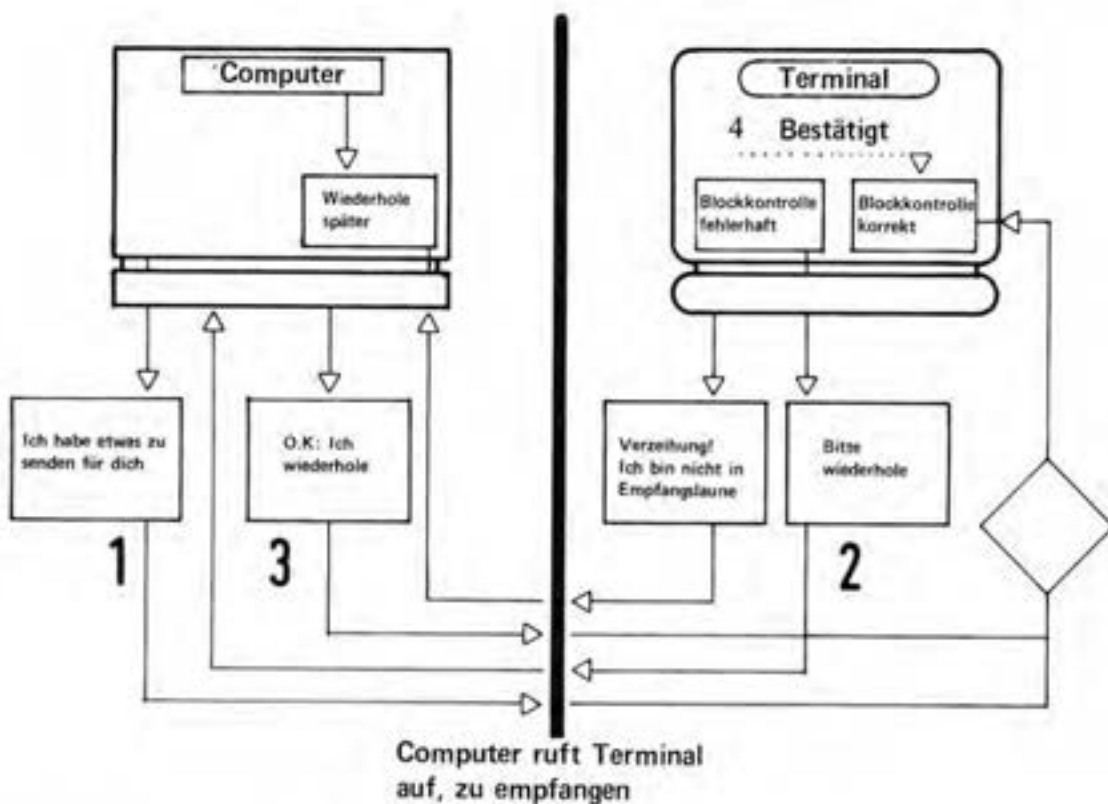 Computer
Wiederhole
später
Terminal
4 Bestätigt
Blockkontrolle
fehlerhaft
Blockkontrolle
korrekt
Ich habe etwas zu
senden für dich
O.K: Ich
wiederhole
Verzeihung!
Ich bin nicht in
Empfangslaune
Bitte
wiederhole
1
3
2
Computer ruft Terminal
auf, zu empfangen